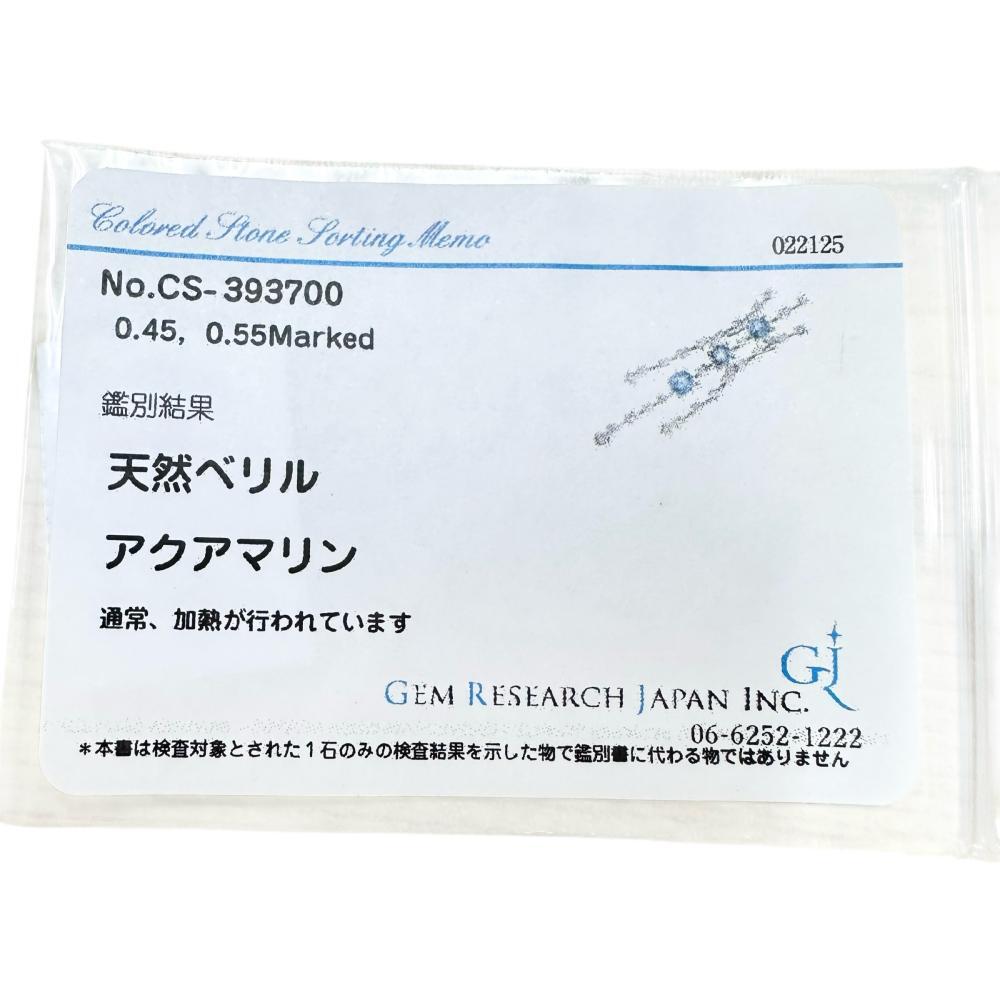 Colored Stone Sorting Memo
022125
No.CS-393700
0.45, 0.55Marked
鑑別結果
天然ベリル
アクアマリン
通常、加熱が行われています
GJ
GEM RESEARCH JAPAN INC.
06-6252-1222
*本書は検査対象とされた1石のみの検査結果を示した物で鑑別書に代わる物ではありません